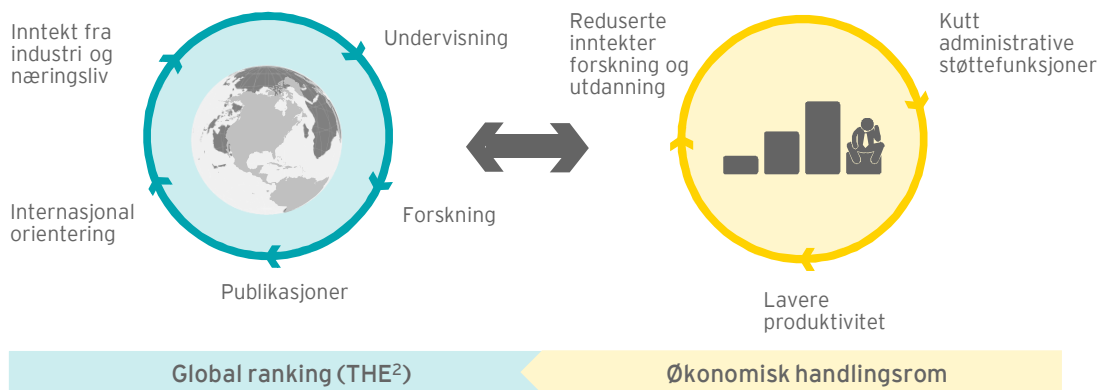 Inntekt fra
industri og
næringsliv
Undervisning
Internasjonal
orientering
Forskning
Publikasjoner
Reduserte
inntekter
forskning og
utdanning
Kutt
administrative
støttefunksjoner
Lavere
produktivitet
Global ranking (THE²)
Økonomisk handlingsrom